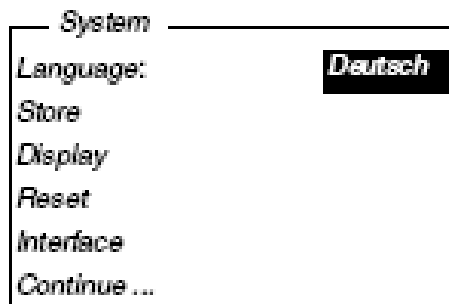 System
Language: Deutsch
Store
Display
Reset
Interface
Continue ...